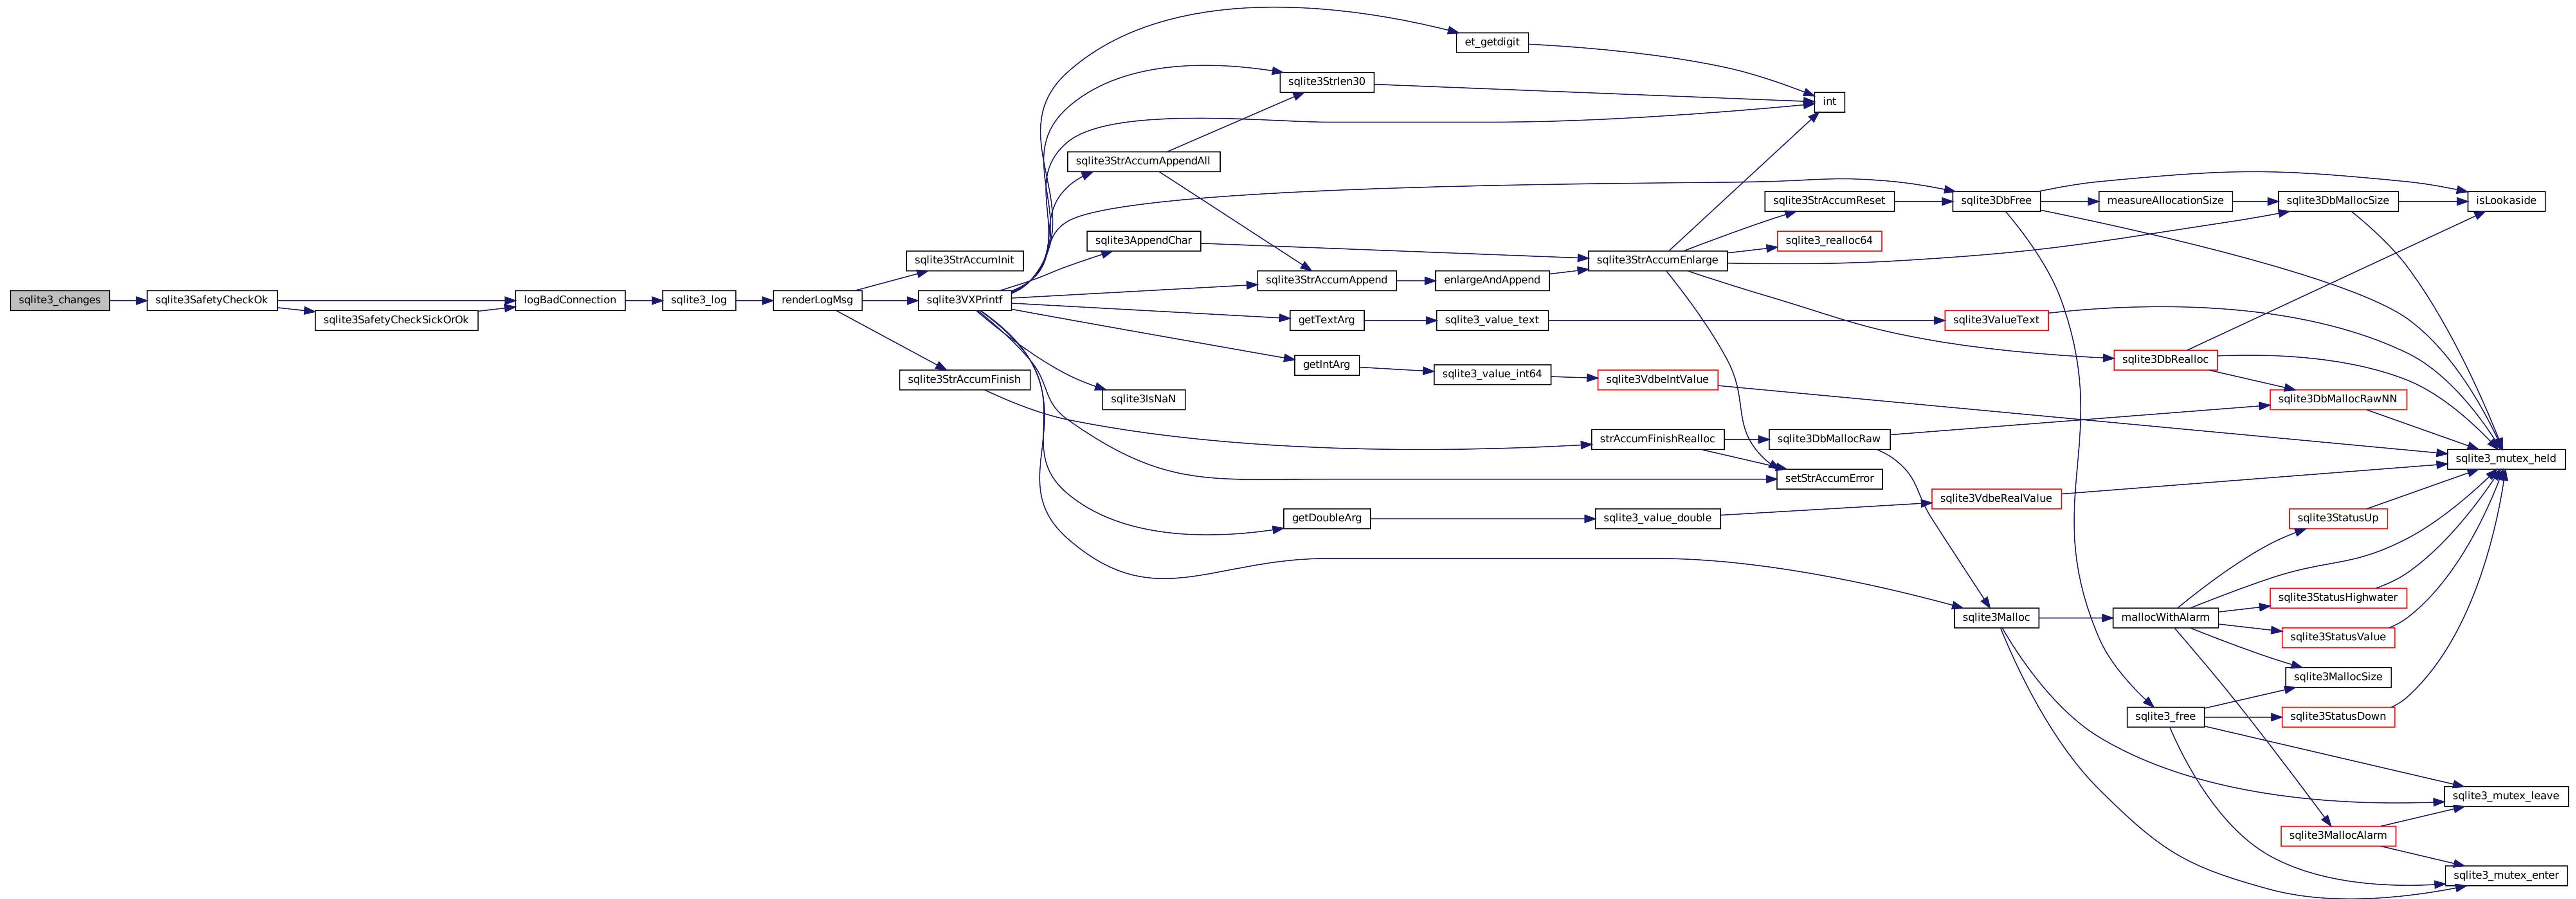 sqlite3_changes
sqlite3SafetyCheckOk
sqlite3SafetyCheckSickOrOk
logBadConnection
sqlite3_log
renderLogMsg
sqlite3StrAccumInit
sqlite3VXPrintf
sqlite3StrAccumFinish
et_getdigit
sqlite3Strlen30
int
sqlite3StrAccumAppendAll
sqlite3AppendChar
sqlite3StrAccumAppend
enlargeAndAppend
sqlite3StrAccumEnlarge
sqlite3StrAccumReset
sqlite3_realloc64
sqlite3DbFree
measureAllocationSize
sqlite3DbMallocSize
isLookaside
getTextArg
sqlite3_value_text
sqlite3ValueText
getIntArg
sqlite3_value_int64
sqlite3VdbeIntValue
sqlite3DbRealloc
sqlite3DbMallocRawNN
sqlite3IsNaN
strAccumFinishRealloc
sqlite3DbMallocRaw
setStrAccumError
sqlite3_mutex_held
getDoubleArg
sqlite3_value_double
sqlite3VdbeRealValue
sqlite3StatusUp
sqlite3Malloc
mallocWithAlarm
sqlite3StatusHighwater
sqlite3StatusValue
sqlite3MallocSize
sqlite3_free
sqlite3StatusDown
sqlite3_mutex_leave
sqlite3MallocAlarm
sqlite3_mutex_enter